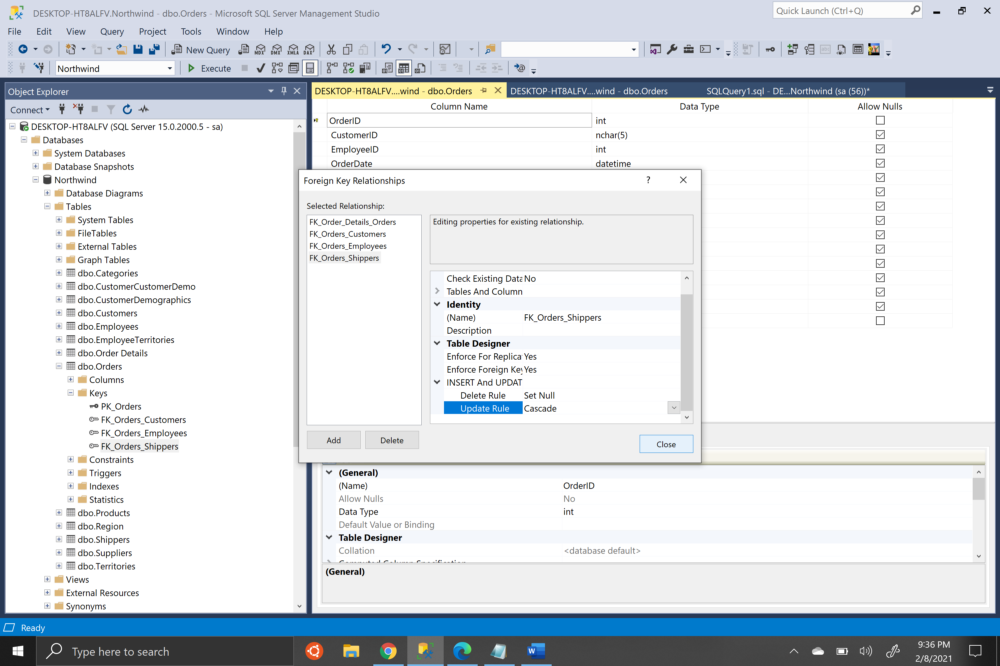 DESKTOP-HT8ALFV.Northwind - dbo.Orders - Microsoft SQL Server Management Studio
Quick Launch (Ctrl+Q)
File Edit View Query Project Tools Window Help
New Query MDX DMX XMLA DAX
Northwind Execute
Object Explorer
Connect
DESKTOP-HT8ALFV (SQL Server 15.0.2000.5 - sa)
Databases
System Databases
Database Snapshots
Northwind
Database Diagrams
Tables
System Tables
FileTables
External Tables
Graph Tables
dbo.Categories
dbo.CustomerCustomerDemo
dbo.CustomerDemographics
dbo.Customers
dbo.Employees
dbo.EmployeeTerritories
dbo.Order Details
dbo.Orders
Columns
Keys
PK_Orders
FK_Orders_Customers
FK_Orders_Employees
FK_Orders_Shippers
Constraints
Triggers
Indexes
Statistics
dbo.Products
dbo.Region
dbo.Shippers
dbo.Suppliers
dbo.Territories
Views
External Resources
Synonyms
DESKTOP-HT8ALFV....wind - dbo.Orders
DESKTOP-HT8ALFV....wind - dbo.Orders
SQLQuery1.sql - DE...Northwind (sa (56))*
Column Name Data Type Allow Nulls
OrderID int
CustomerID nchar(5)
EmployeeID int
OrderDate datetime
Foreign Key Relationships ?
Selected Relationship:
FK_Order_Details_Orders
FK_Orders_Customers
FK_Orders_Employees
FK_Orders_Shippers
Editing properties for existing relationship.
Check Existing Data No
Tables And Column
Identity
(Name) FK_Orders_Shippers
Description
Table Designer
Enforce For Replica Yes
Enforce Foreign Key Yes
INSERT And UPDAT
Delete Rule Set Null
Update Rule Cascade
Add Delete Close
(General)
(Name) OrderID
Allow Nulls No
Data Type int
Default Value or Binding
Table Designer
Collation <database default>
Computed Column Specification
(General)
Ready
Type here to search
9:36 PM
2/8/2021